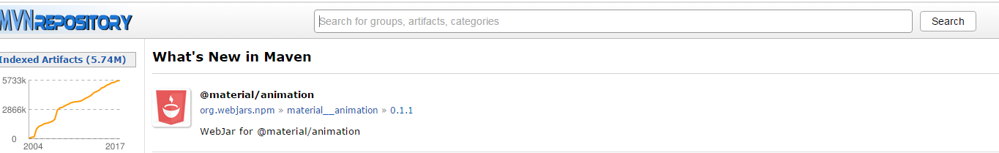 MVNREPOSITORY
Search for groups, artifacts, categories
Search
Indexed Artifacts (5.74M)
5733k
2866k
0
2004 2017
What's New in Maven
@material/animation
org.webjars.npm » material__animation » 0.1.1
WebJar for @material/animation